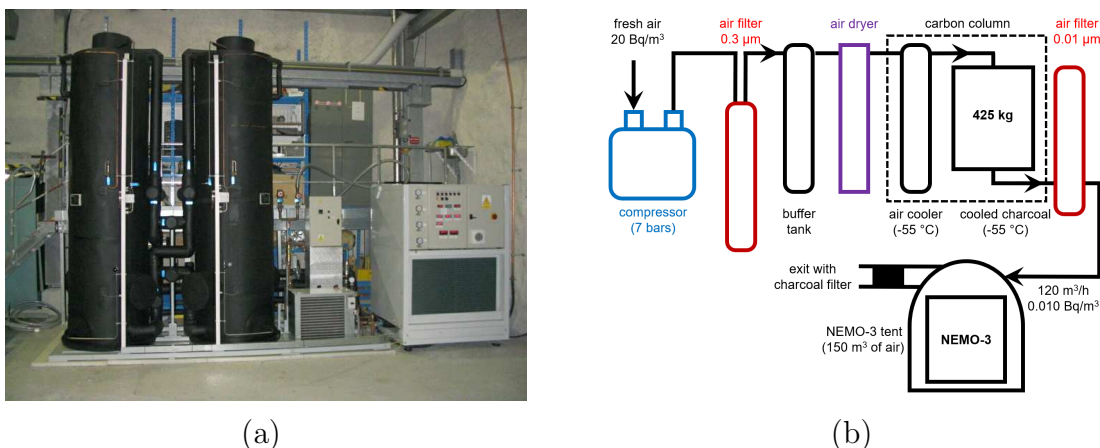 fresh air
20 Bq/m³
air filter
0.3 µm
air dryer
carbon column
air filter
0.01 µm
425 kg
compressor
(7 bars)
buffer
tank
air cooler
(-55 °C)
cooled charcoal
(-55 °C)
exit with
charcoal filter
120 m³/h
0.010 Bq/m³
NEMO-3 tent
(150 m³ of air)
NEMO-3
(a)
(b)